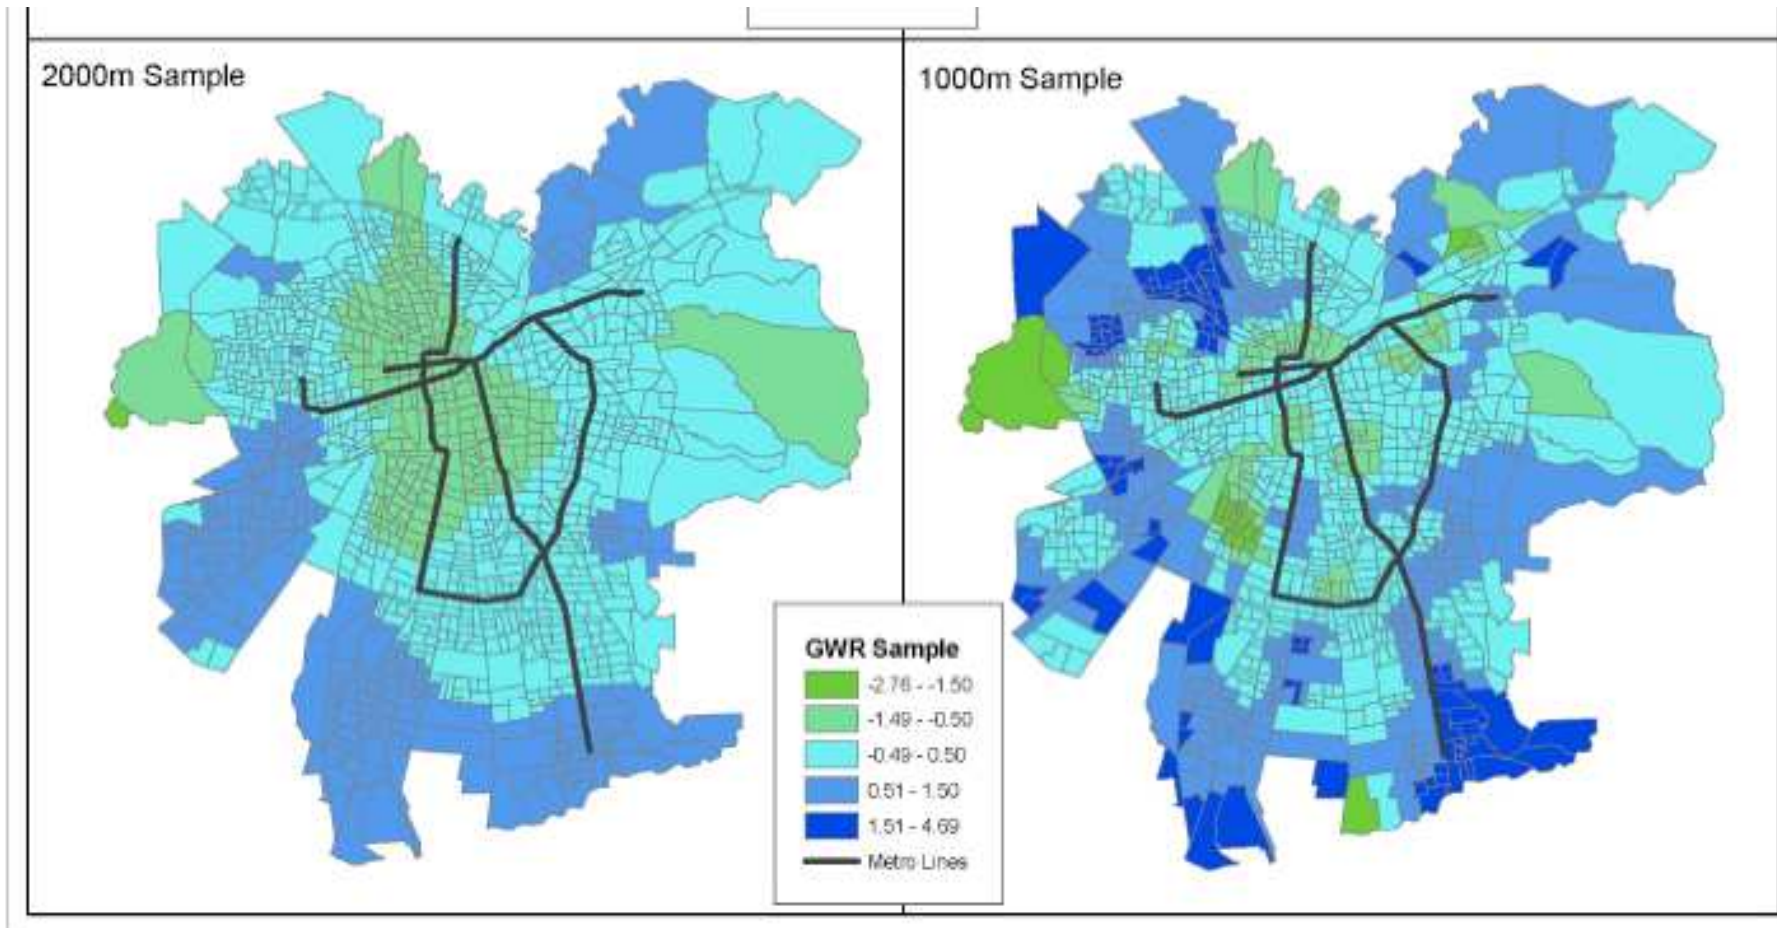 2000m Sample
1000m Sample
GWR Sample
-2.76 - -1.50
-1.49 - -0.50
-0.49 - 0.50
0.51 - 1.50
1.51 - 4.69
Metro Lines